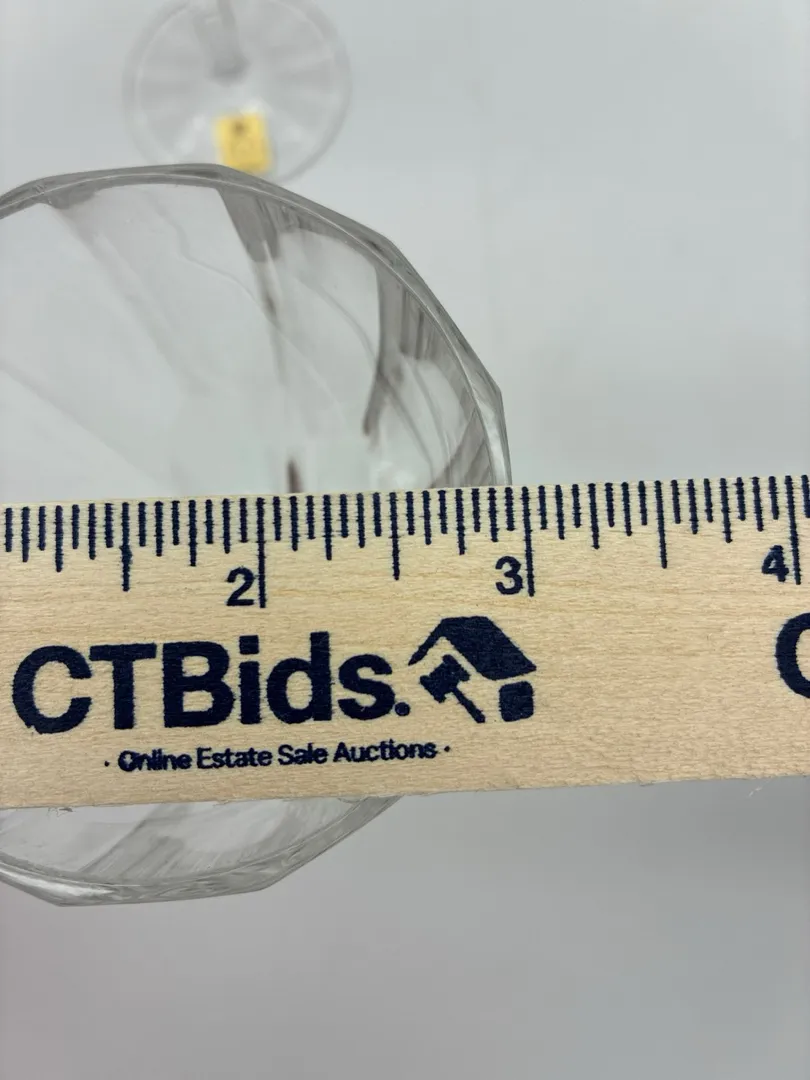 2 3 4
CTBids.
· Online Estate Sale Auctions ·